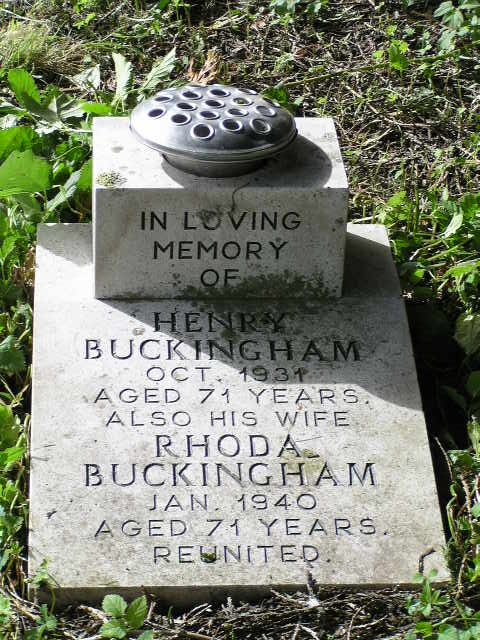 IN LOVING
MEMORY
OF
HENRY
BUCKINGHAM
OCT. 1931
AGED 71 YEARS.
ALSO HIS WIFE
RHODA
BUCKINGHAM
JAN. 1940
AGED 71 YEARS.
REUNITED.